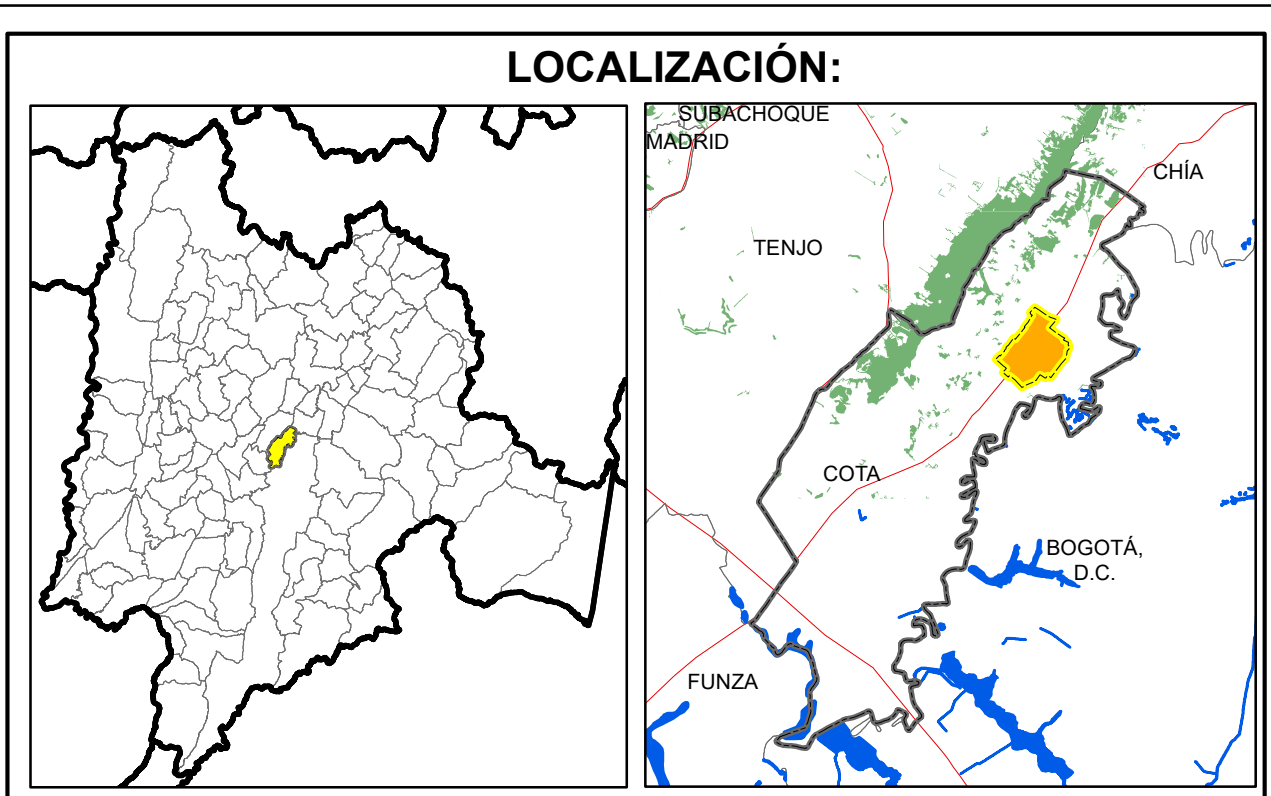 LOCALIZACIÓN:
SUBACHOQUE
MADRID
CHÍA
TENJO
COTA
BOGOTÁ,
D.C.
FUNZA